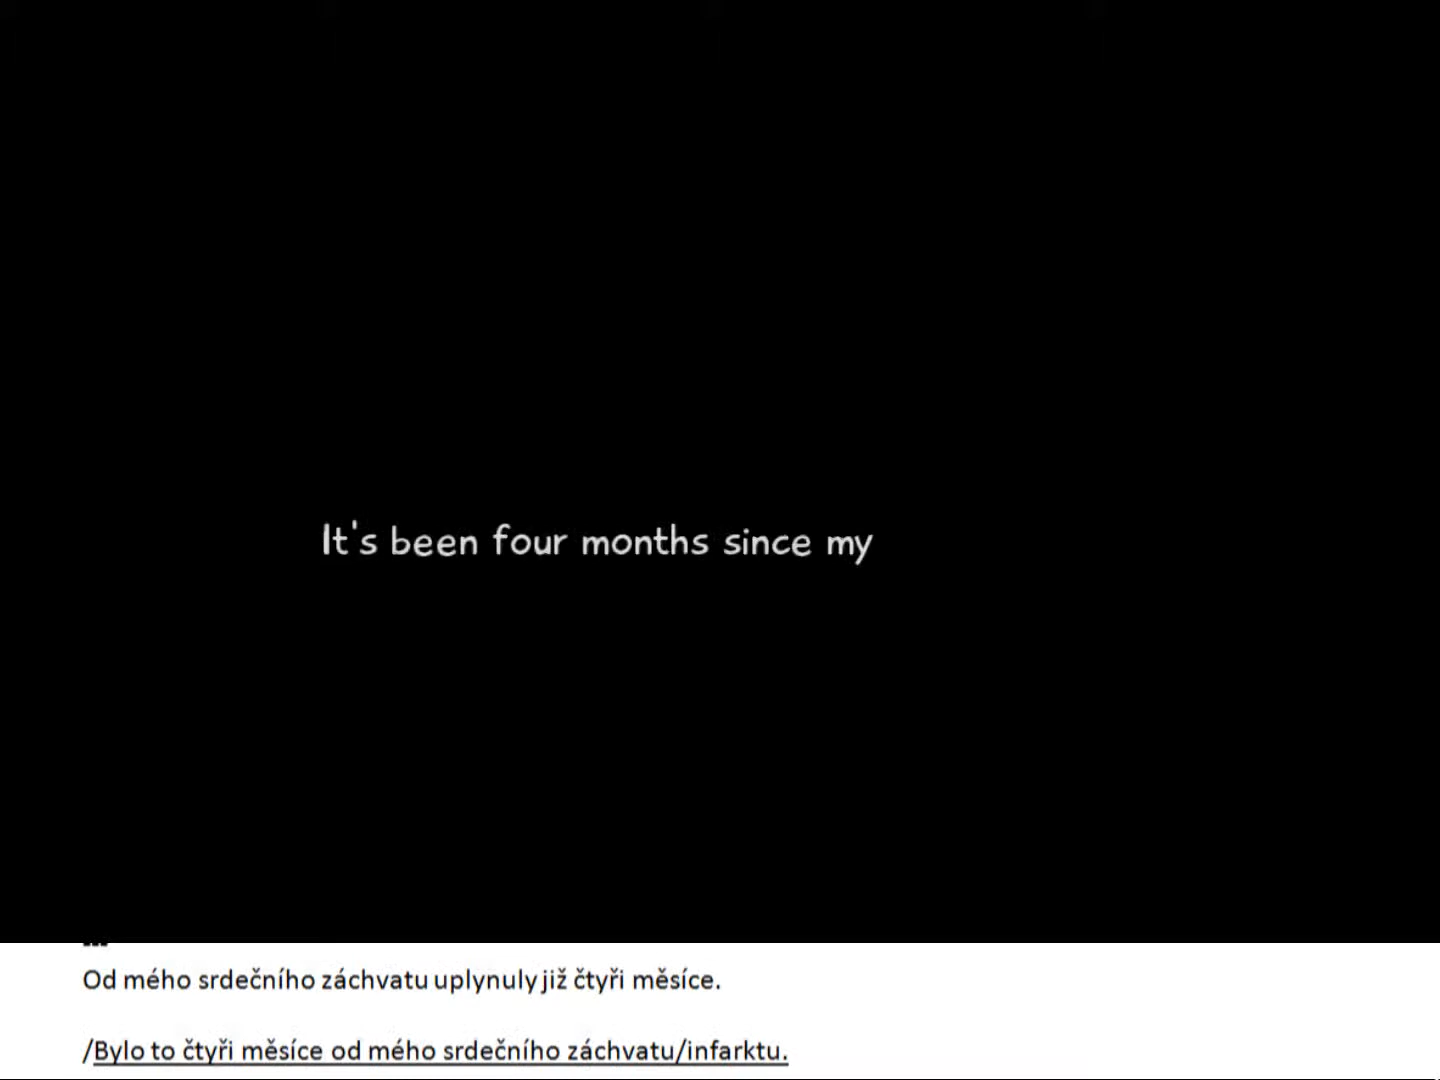 It's been four months since my
Od mého srdečního záchvatu uplynuly již čtyři měsíce.
/Bylo to čtyři měsíce od mého srdečního záchvatu/infarktu.